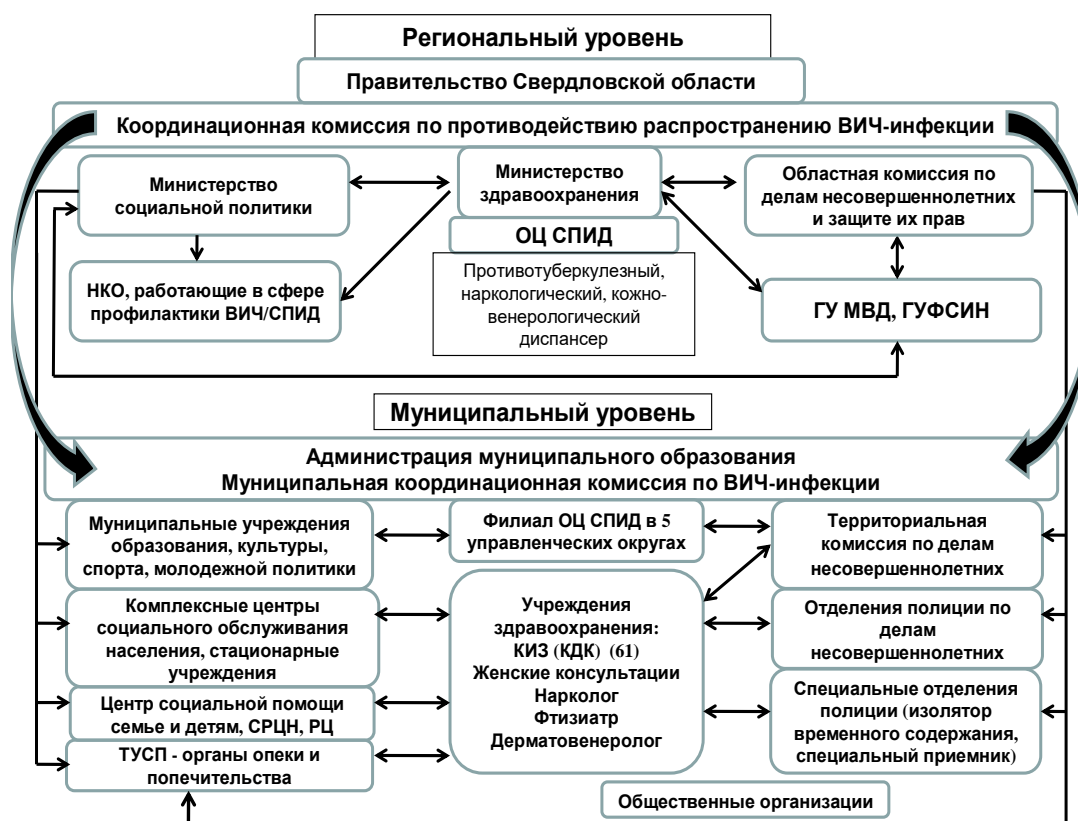 Региональный уровень
Правительство Свердловской области
Координационная комиссия по противодействию распространению ВИЧ-инфекции
Министерство
социальной политики
Министерство
здравоохранения
Областная комиссия по
делам несовершеннолетних
и защите их прав
ОЦ СПИД
НКО, работающие в сфере
профилактики ВИЧ/СПИД
Противотуберкулезный,
наркологический, кожно-
венерологический
диспансер
ГУ МВД, ГУФСИН
Муниципальный уровень
Администрация муниципального образования
Муниципальная координационная комиссия по ВИЧ-инфекции
Муниципальные учреждения
образования, культуры,
спорта, молодежной политики
Филиал ОЦ СПИД в 5
управленческих округах
Территориальная
комиссия по делам
несовершеннолетних
Комплексные центры
социального обслуживания
населения, стационарные
учреждения
Учреждения
здравоохранения:
КИЗ (КДК) (61)
Женские консультации
Нарколог
Фтизиатр
Дерматовенеролог
Отделения полиции по
делам
несовершеннолетних
Центр социальной помощи
семье и детям, СРЦН, РЦ
Специальные отделения
полиции (изолятор
временного содержания,
специальный приемник)
ТУСП - органы опеки и
попечительства
Общественные организации